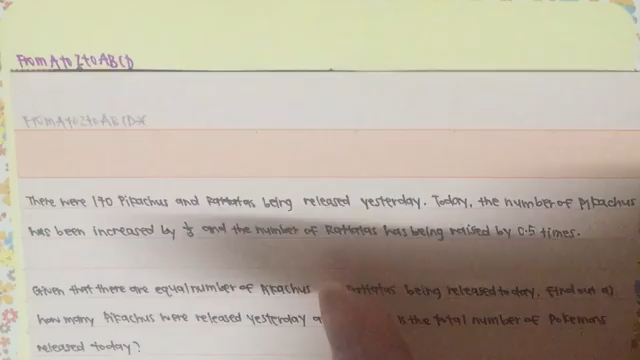 From A to Z to ABCD
From A to Z to ABCD*
There were 170 Pikachus and Rattatas being released yesterday. Today, the number of Pikachus
has been increased by 1/3 and the number of Rattatas has being raised by 0.5 times.
Given that there are equal number of Pikachus Rattatas being released today, find out a)
how many Pikachus were released yesterday is the total number of Pokemons
released today?